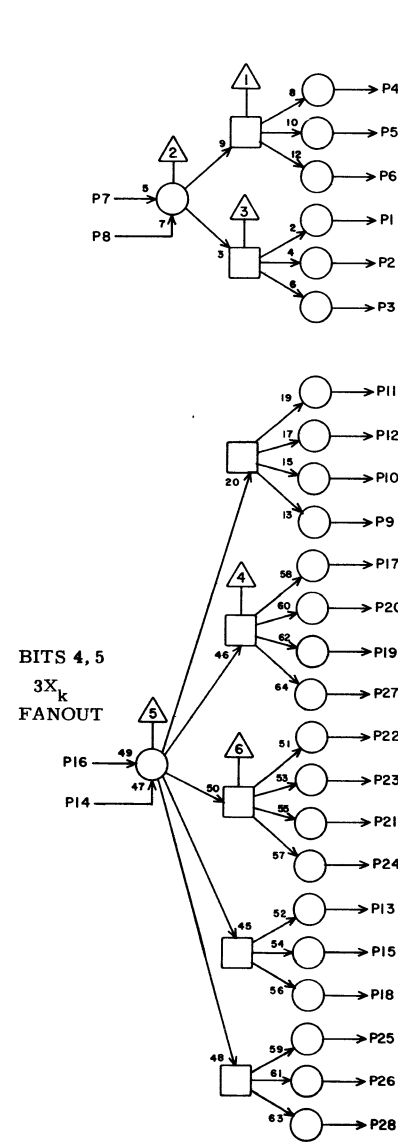 1
8
P4
10
P5
12
P6
9
2
P7
5
P8
7
3
2
P1
4
P2
6
P3
3
19
P11
17
P12
15
P10
13
P9
20
4
58
P17
60
P20
62
P19
64
P27
46
BITS 4, 5
3Xk
FANOUT
5
P16
49
P14
47
6
51
P22
53
P23
55
P21
57
P24
50
45
52
P13
54
P15
56
P18
48
59
P25
61
P26
63
P28